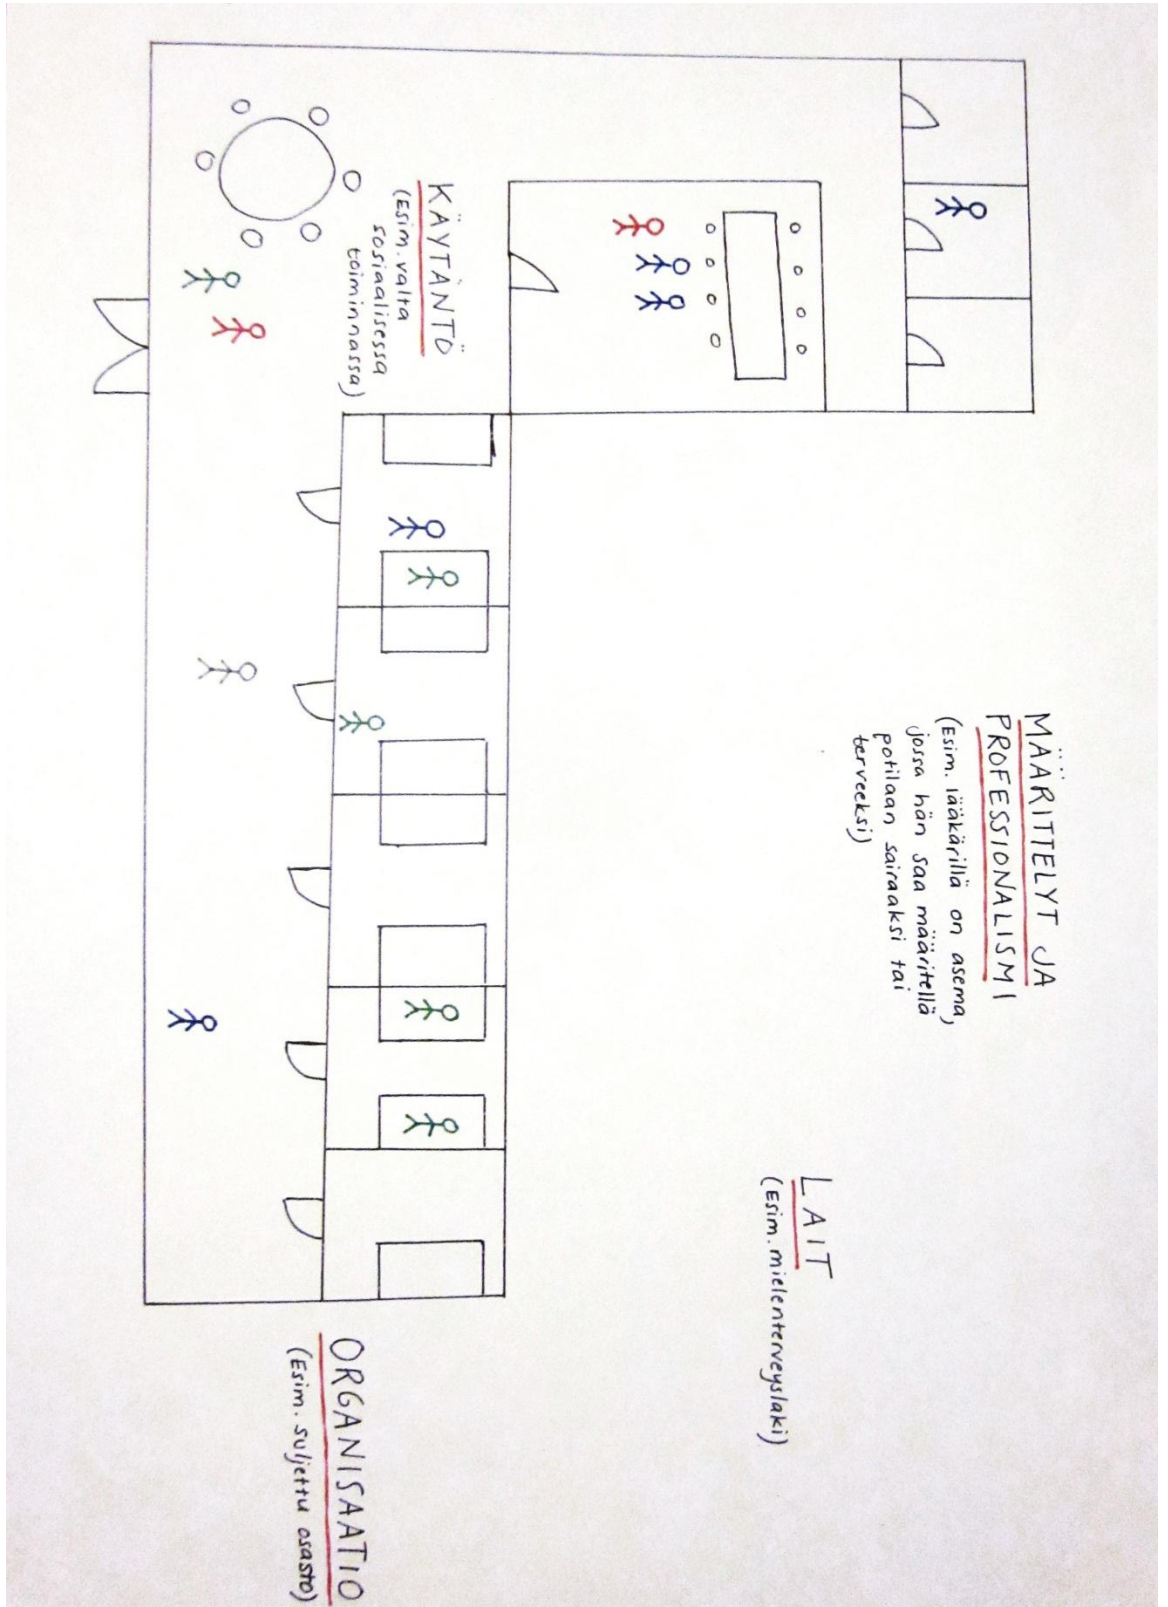 MÄÄRITTELYT JA
PROFESSIONALISMI
(Esim. lääkärillä on asema,
jossa hän saa määritellä
potilaan sairaaksi tai
terveeksi)
LAIT
(Esim. mielenterveyslaki)
KÄYTÄNTÖ
(Esim. valta
sosiaalisessa
toiminnassa)
ORGANISAATIO
(Esim. suljettu osasto)